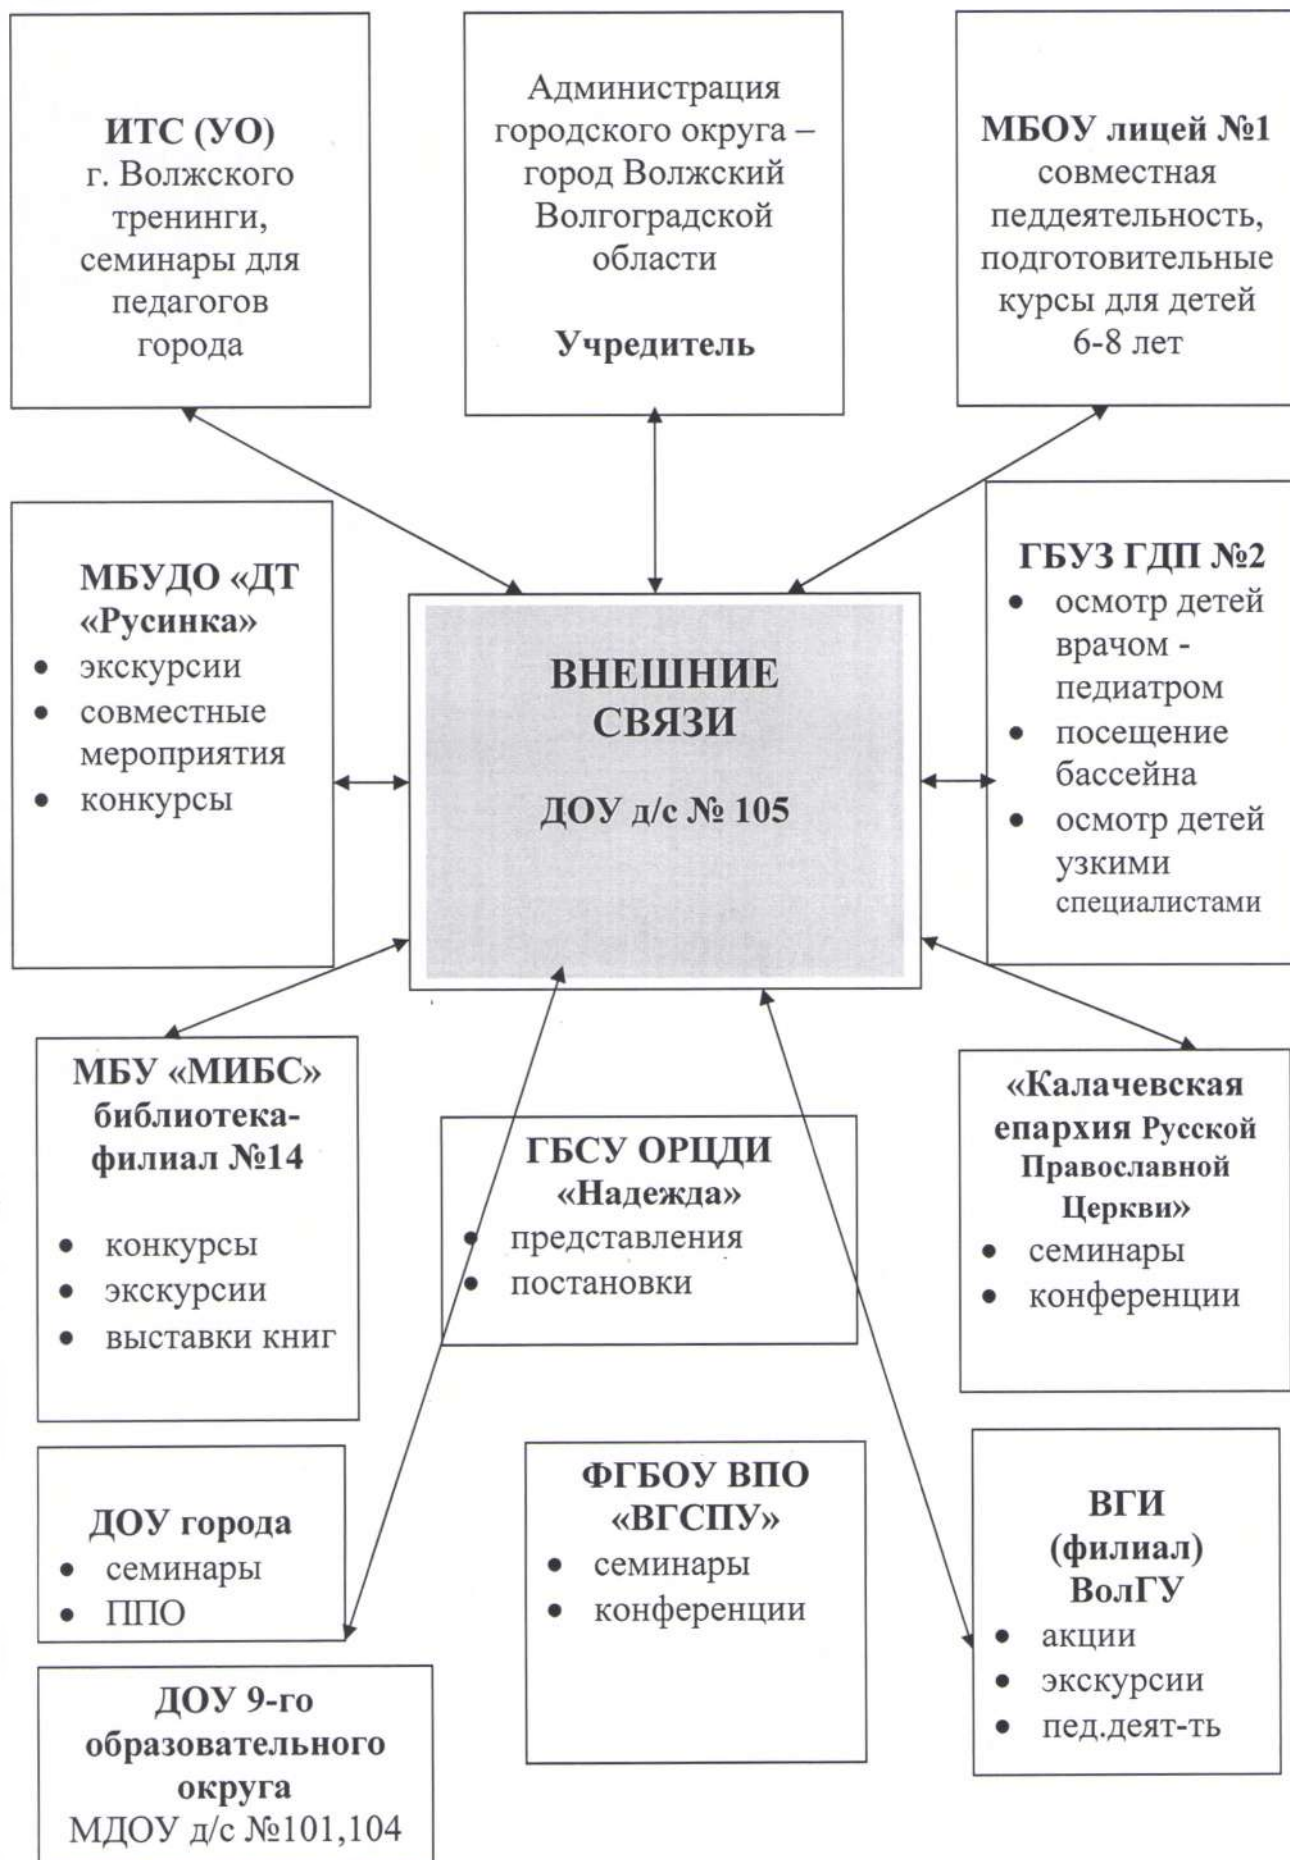 ИТС (УО)
г. Волжского
тренинги,
семинары для
педагогов
города
Администрация
городского округа –
город Волжский
Волгоградской
области
Учредитель
МБОУ лицей №1
совместная
педдеятельность,
подготовительные
курсы для детей
6-8 лет
МБУДО «ДТ
«Русинка»
• экскурсии
• совместные
мероприятия
• конкурсы
ВНЕШНИЕ
СВЯЗИ
ДОУ д/с № 105
ГБУЗ ГДП №2
• осмотр детей
врачом -
педиатром
• посещение
бассейна
• осмотр детей
узкими
специалистами
МБУ «МИБС»
библиотека-
филиал №14
• конкурсы
• экскурсии
• выставки книг
ГБСУ ОРЦДИ
«Надежда»
• представления
• постановки
«Калачевская
епархия Русской
Православной
Церкви»
• семинары
• конференции
ДОУ города
• семинары
• ППО
ФГБОУ ВПО
«ВГСПУ»
• семинары
• конференции
ВГИ
(филиал)
ВолГУ
• акции
• экскурсии
• пед.деят-ть
ДОУ 9-го
образовательного
округа
МДОУ д/с №101,104